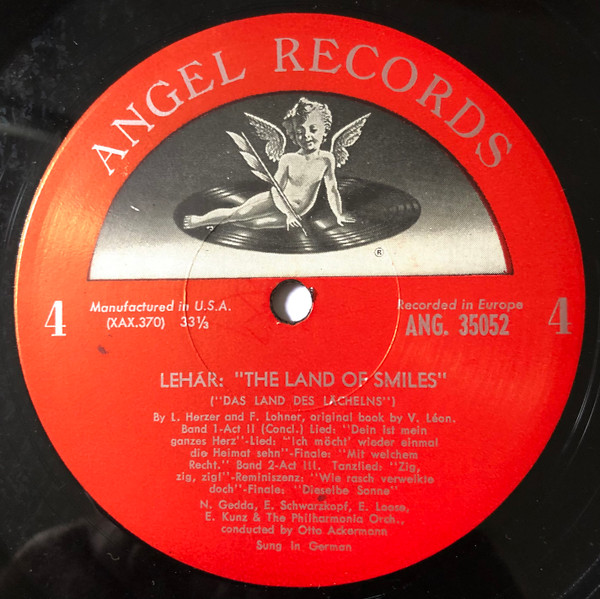 ANGEL RECORDS
®
4
Manufactured in U.S.A.
(XAX.370) 33⅓
Recorded in Europe
ANG. 35052
4
LEHÁR: "THE LAND OF SMILES"
("DAS LAND DES LÄCHELNS")
By L. Herzer and F. Lohner, original book by V. Léon.
Band 1-Act II (Concl.) Lied: "Dein ist mein
ganzes Herz"-Lied: "Ich möcht' wieder einmal
die Heimat sehn"-Finale: "Mit welchem
Recht." Band 2-Act III. Tanzlied: "Zig,
zig, zig!"-Reminiszenz: "Wie rasch verwelkte
doch"-Finale: "Dieselbe Sonne"
N. Gedda, E. Schwarzkopf, E. Loose,
E. Kunz & The Philharmonia Orch.,
conducted by Otto Ackermann
Sung in German